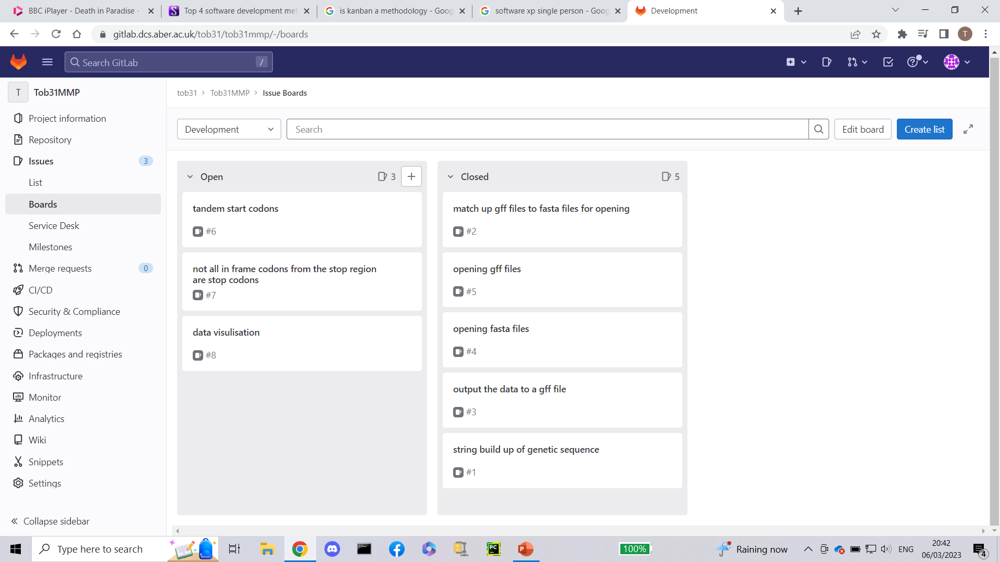 BBC iPlayer - Death in Paradise -
Top 4 software development met
is kanban a methodology - Goog
software xp single person - Goog
Development
gitlab.dcs.aber.ac.uk/tob31/tob31mmp/-/boards
T
Search GitLab
/
T
Tob31MMP
Project information
Repository
Issues
3
List
Boards
Service Desk
Milestones
Merge requests
0
CI/CD
Security & Compliance
Deployments
Packages and registries
Infrastructure
Monitor
Analytics
Wiki
Snippets
Settings
Collapse sidebar
tob31 > Tob31MMP > Issue Boards
Development
Search
Edit board
Create list
Open
3
tandem start codons
#6
not all in frame codons from the stop region
are stop codons
#7
data visulisation
#8
Closed
5
match up gff files to fasta files for opening
#2
opening gff files
#5
opening fasta files
#4
output the data to a gff file
#3
string build up of genetic sequence
#1
Type here to search
PC
P
100%
Raining now
ENG
20:42
06/03/2023
4